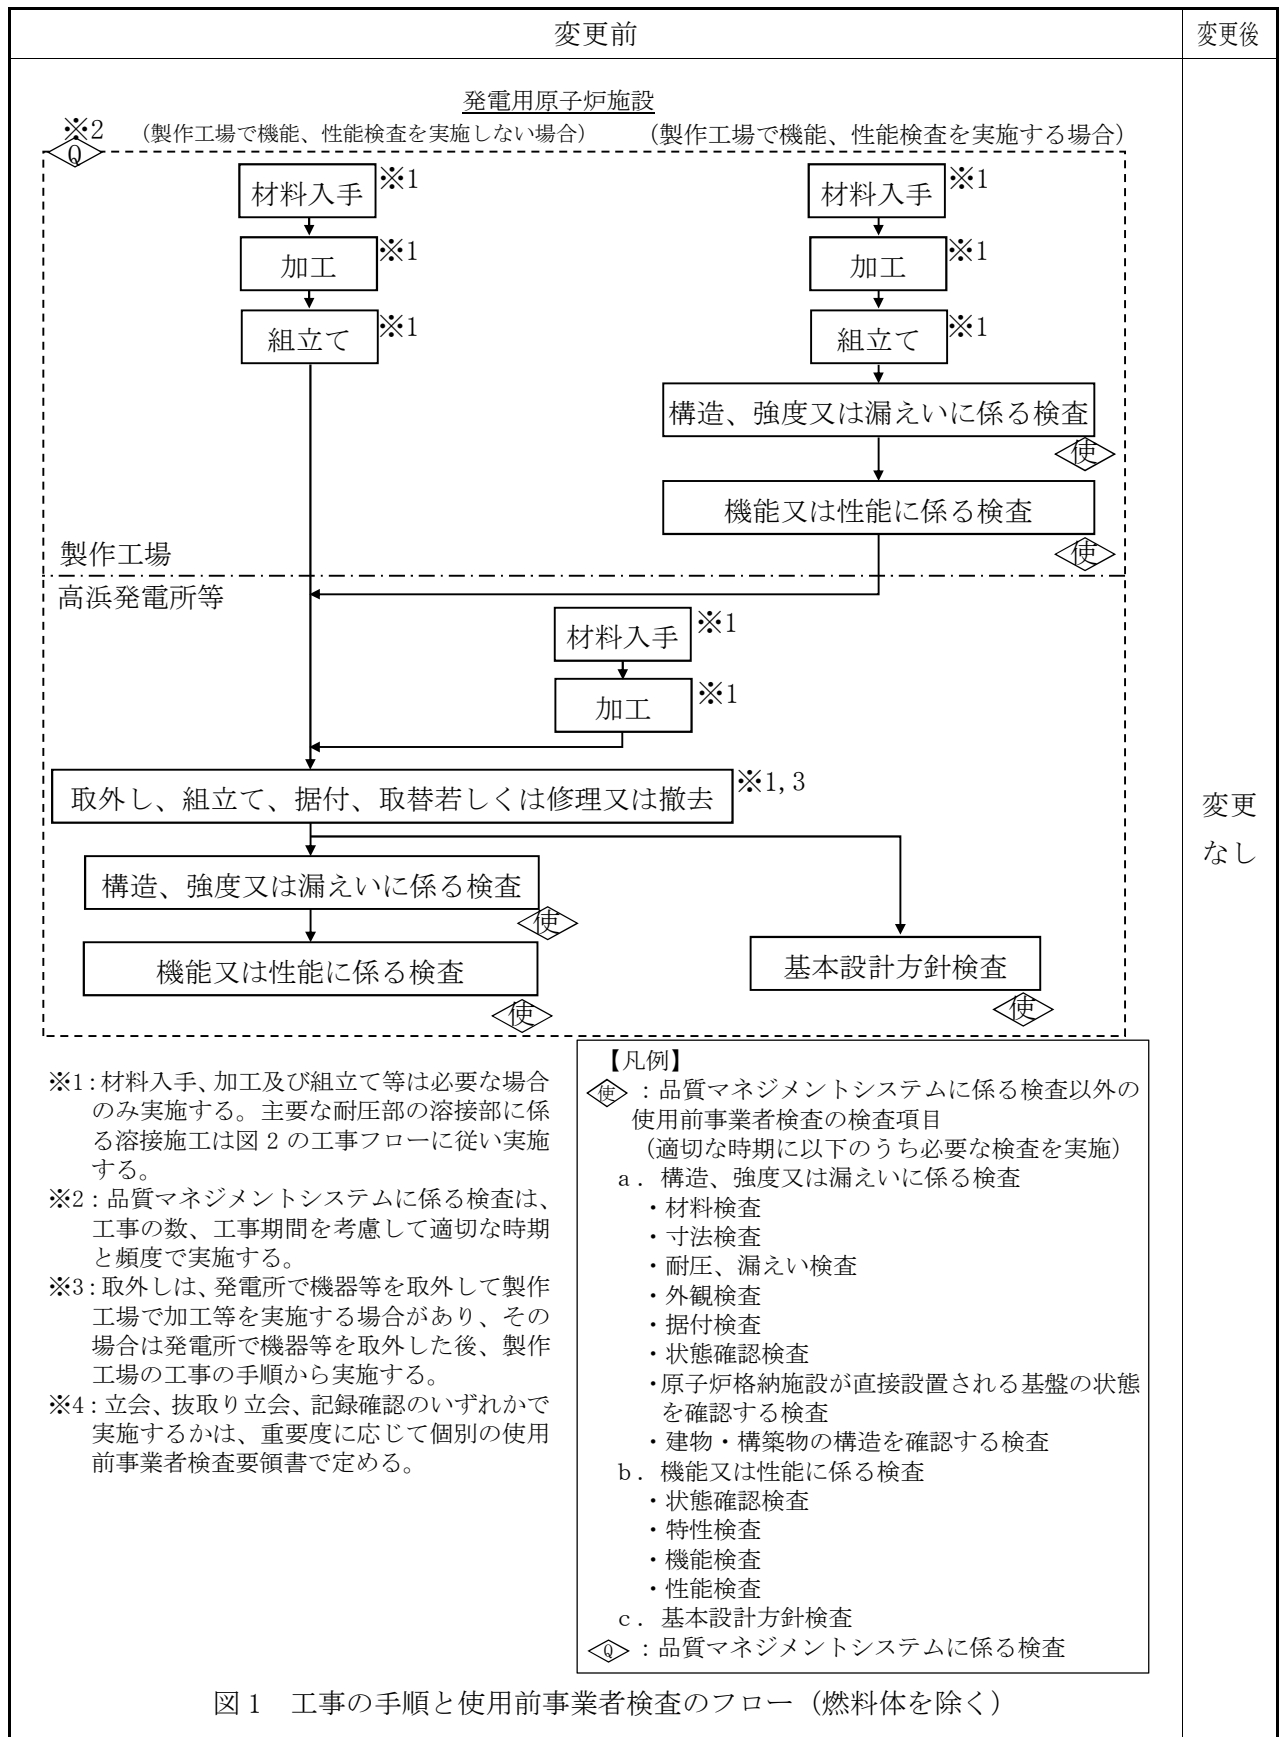 変更前
変更後
発電用原子炉施設
※2
（製作工場で機能、性能検査を実施しない場合）
（製作工場で機能、性能検査を実施する場合）
Q
材料入手
※1
材料入手
※1
加工
※1
加工
※1
組立て
※1
組立て
※1
構造、強度又は漏えいに係る検査
使
機能又は性能に係る検査
使
製作工場
高浜発電所等
材料入手
※1
加工
※1
取外し、組立て、据付、取替若しくは修理又は撤去
※1,3
構造、強度又は漏えいに係る検査
使
機能又は性能に係る検査
使
基本設計方針検査
使
変更
なし
※1：材料入手、加工及び組立て等は必要な場合
のみ実施する。主要な耐圧部の溶接部に係
る溶接施工は図 2 の工事フローに従い実施
する。
※2：品質マネジメントシステムに係る検査は、
工事の数、工事期間を考慮して適切な時期
と頻度で実施する。
※3：取外しは、発電所で機器等を取外して製作
工場で加工等を実施する場合があり、その
場合は発電所で機器等を取外した後、製作
工場の工事の手順から実施する。
※4：立会、抜取り立会、記録確認のいずれかで
実施するかは、重要度に応じて個別の使用
前事業者検査要領書で定める。
【凡例】
使：品質マネジメントシステムに係る検査以外の
使用前事業者検査の検査項目
（適切な時期に以下のうち必要な検査を実施）
a．構造、強度又は漏えいに係る検査
・材料検査
・寸法検査
・耐圧、漏えい検査
・外観検査
・据付検査
・状態確認検査
・原子炉格納施設が直接設置される基盤の状態
を確認する検査
・建物・構築物の構造を確認する検査
b．機能又は性能に係る検査
・状態確認検査
・特性検査
・機能検査
・性能検査
c．基本設計方針検査
Q：品質マネジメントシステムに係る検査
図 1　工事の手順と使用前事業者検査のフロー（燃料体を除く）